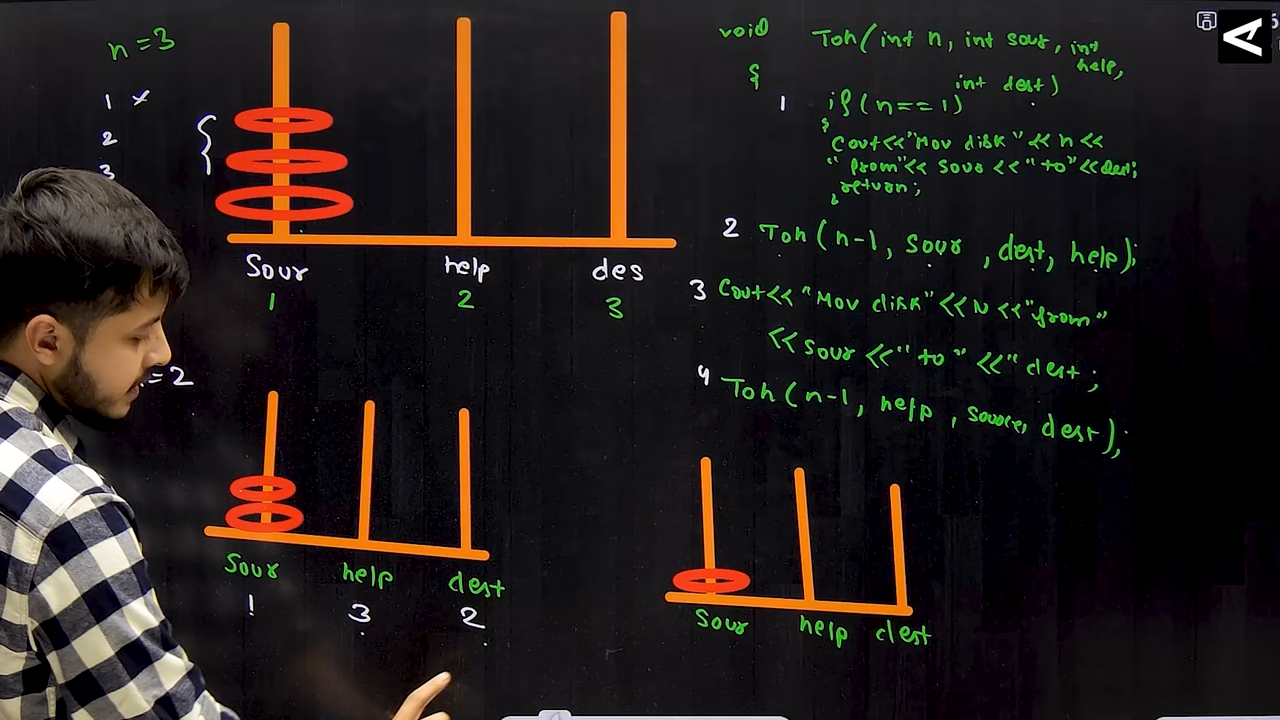 n=3
1 x
2
3
Sour help des
1 2 3
=2
Sour help dest
1 3 2
void Toh(int n, int sour, int
help,
{ int dest)
1 if(n==1)
{
Cout<<"Mov disk"<< n <<
" from"<< sour <<" to"<<dest;
return;
2 Toh(n-1, sour, dest, help);
3 Cout<<"Mov disk"<<N<<"from"
<<sour<<" to "<<" dest;
4 Toh(n-1, help, source, dest);
Sour help dest